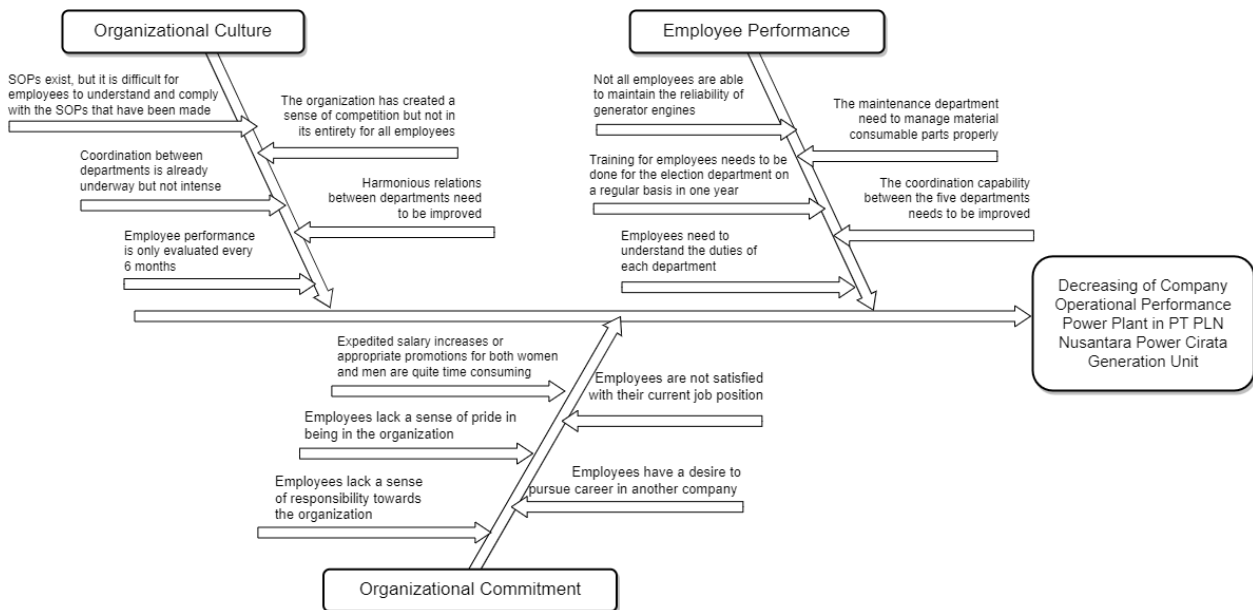 Organizational Culture
Employee Performance
SOPs exist, but it is difficult for
employees to understand and comply
with the SOPs that have been made
The organization has created a
sense of competition but not in
its entirety for all employees
Coordination between
departments is already
underway but not intense
Harmonious relations
between departments need
to be improved
Employee performance
is only evaluated every
6 months
Not all employees are able
to maintain the reliability of
generator engines
The maintenance department
need to manage material
consumable parts properly
Training for employees needs to be
done for the election department on
a regular basis in one year
The coordination capability
between the five departments
needs to be improved
Employees need to
understand the duties of
each department
Decreasing of Company
Operational Performance
Power Plant in PT PLN
Nusantara Power Cirata
Generation Unit
Expedited salary increases or
appropriate promotions for both women
and men are quite time consuming
Employees are not satisfied
with their current job position
Employees lack a sense of pride in
being in the organization
Employees have a desire to
pursue career in another company
Employees lack a sense
of responsibility towards
the organization
Organizational Commitment